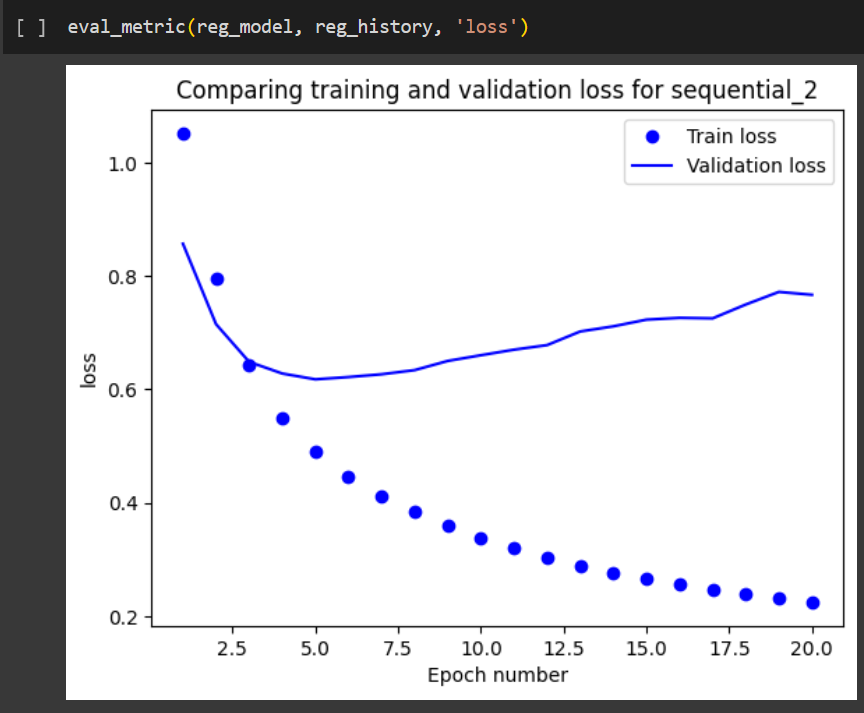 [ ] eval_metric(reg_model, reg_history, 'loss')
Comparing training and validation loss for sequential_2
Train loss
Validation loss
1.0
0.8
0.6
0.4
0.2
loss
2.5 5.0 7.5 10.0 12.5 15.0 17.5 20.0
Epoch number